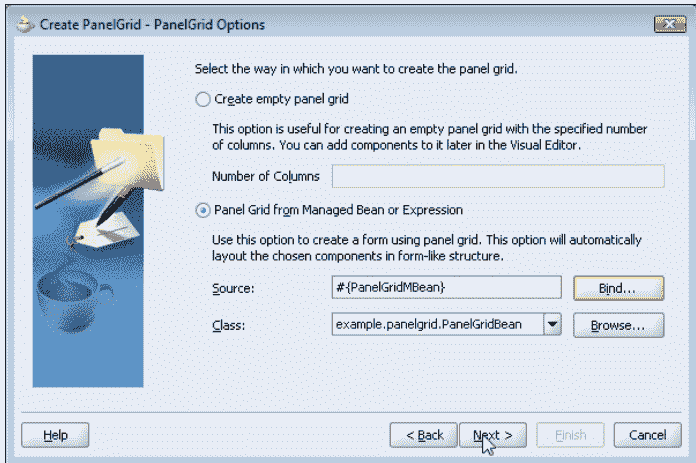 Create PanelGrid - PanelGrid Options
Select the way in which you want to create the panel grid.
Create empty panel grid
This option is useful for creating an empty panel grid with the specified number
of columns. You can add components to it later in the Visual Editor.
Number of Columns
Panel Grid from Managed Bean or Expression
Use this option to create a form using panel grid. This option will automatically
layout the chosen components in form-like structure.
Source: #{PanelGridMBean} Bind...
Class: example.panelgrid.PanelGridBean Browse...
Help < Back Next > Finish Cancel